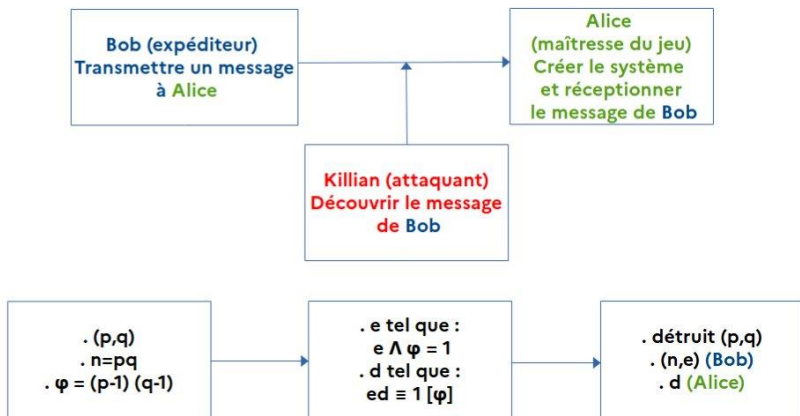 Bob (expéditeur)
Transmettre un message
à Alice
Alice
(maîtresse du jeu)
Créer le système
et réceptionner
le message de Bob
Killian (attaquant)
Découvrir le message
de Bob
. (p,q)
. n=pq
. φ = (p-1) (q-1)
. e tel que :
e Λ φ = 1
. d tel que :
ed ≡ 1 [φ]
. détruit (p,q)
. (n,e) (Bob)
. d (Alice)